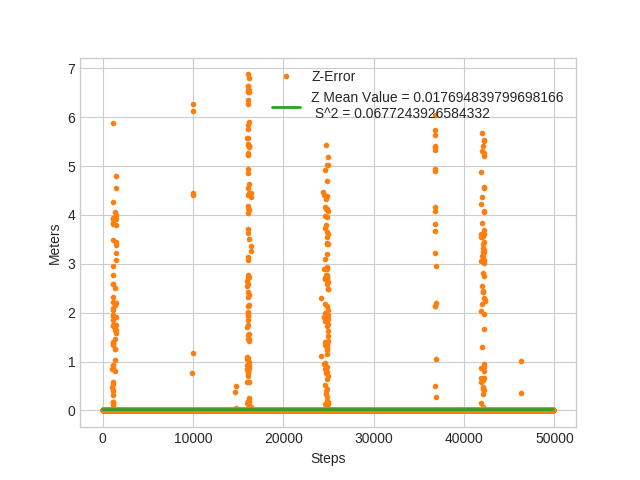 7
6
5
4
3
2
1
0
Meters
Z-Error
Z Mean Value = 0.017694839799698166
S^2 = 0.0677243926584332
0
10000
20000
30000
40000
50000
Steps